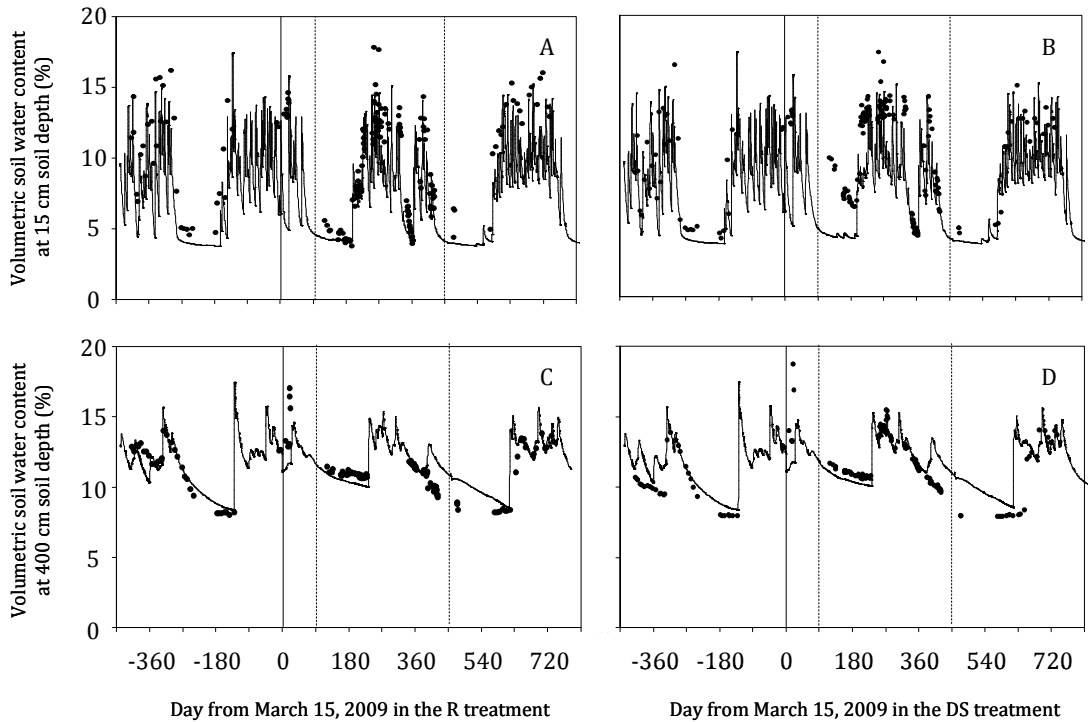 Volumetric soil water content
at 15 cm soil depth (%)
20
15
10
5
0
A
B
Volumetric soil water content
at 400 cm soil depth (%)
20
15
10
5
0
C
D
-360 -180 0 180 360 540 720
-360 -180 0 180 360 540 720
Day from March 15, 2009 in the R treatment
Day from March 15, 2009 in the DS treatment